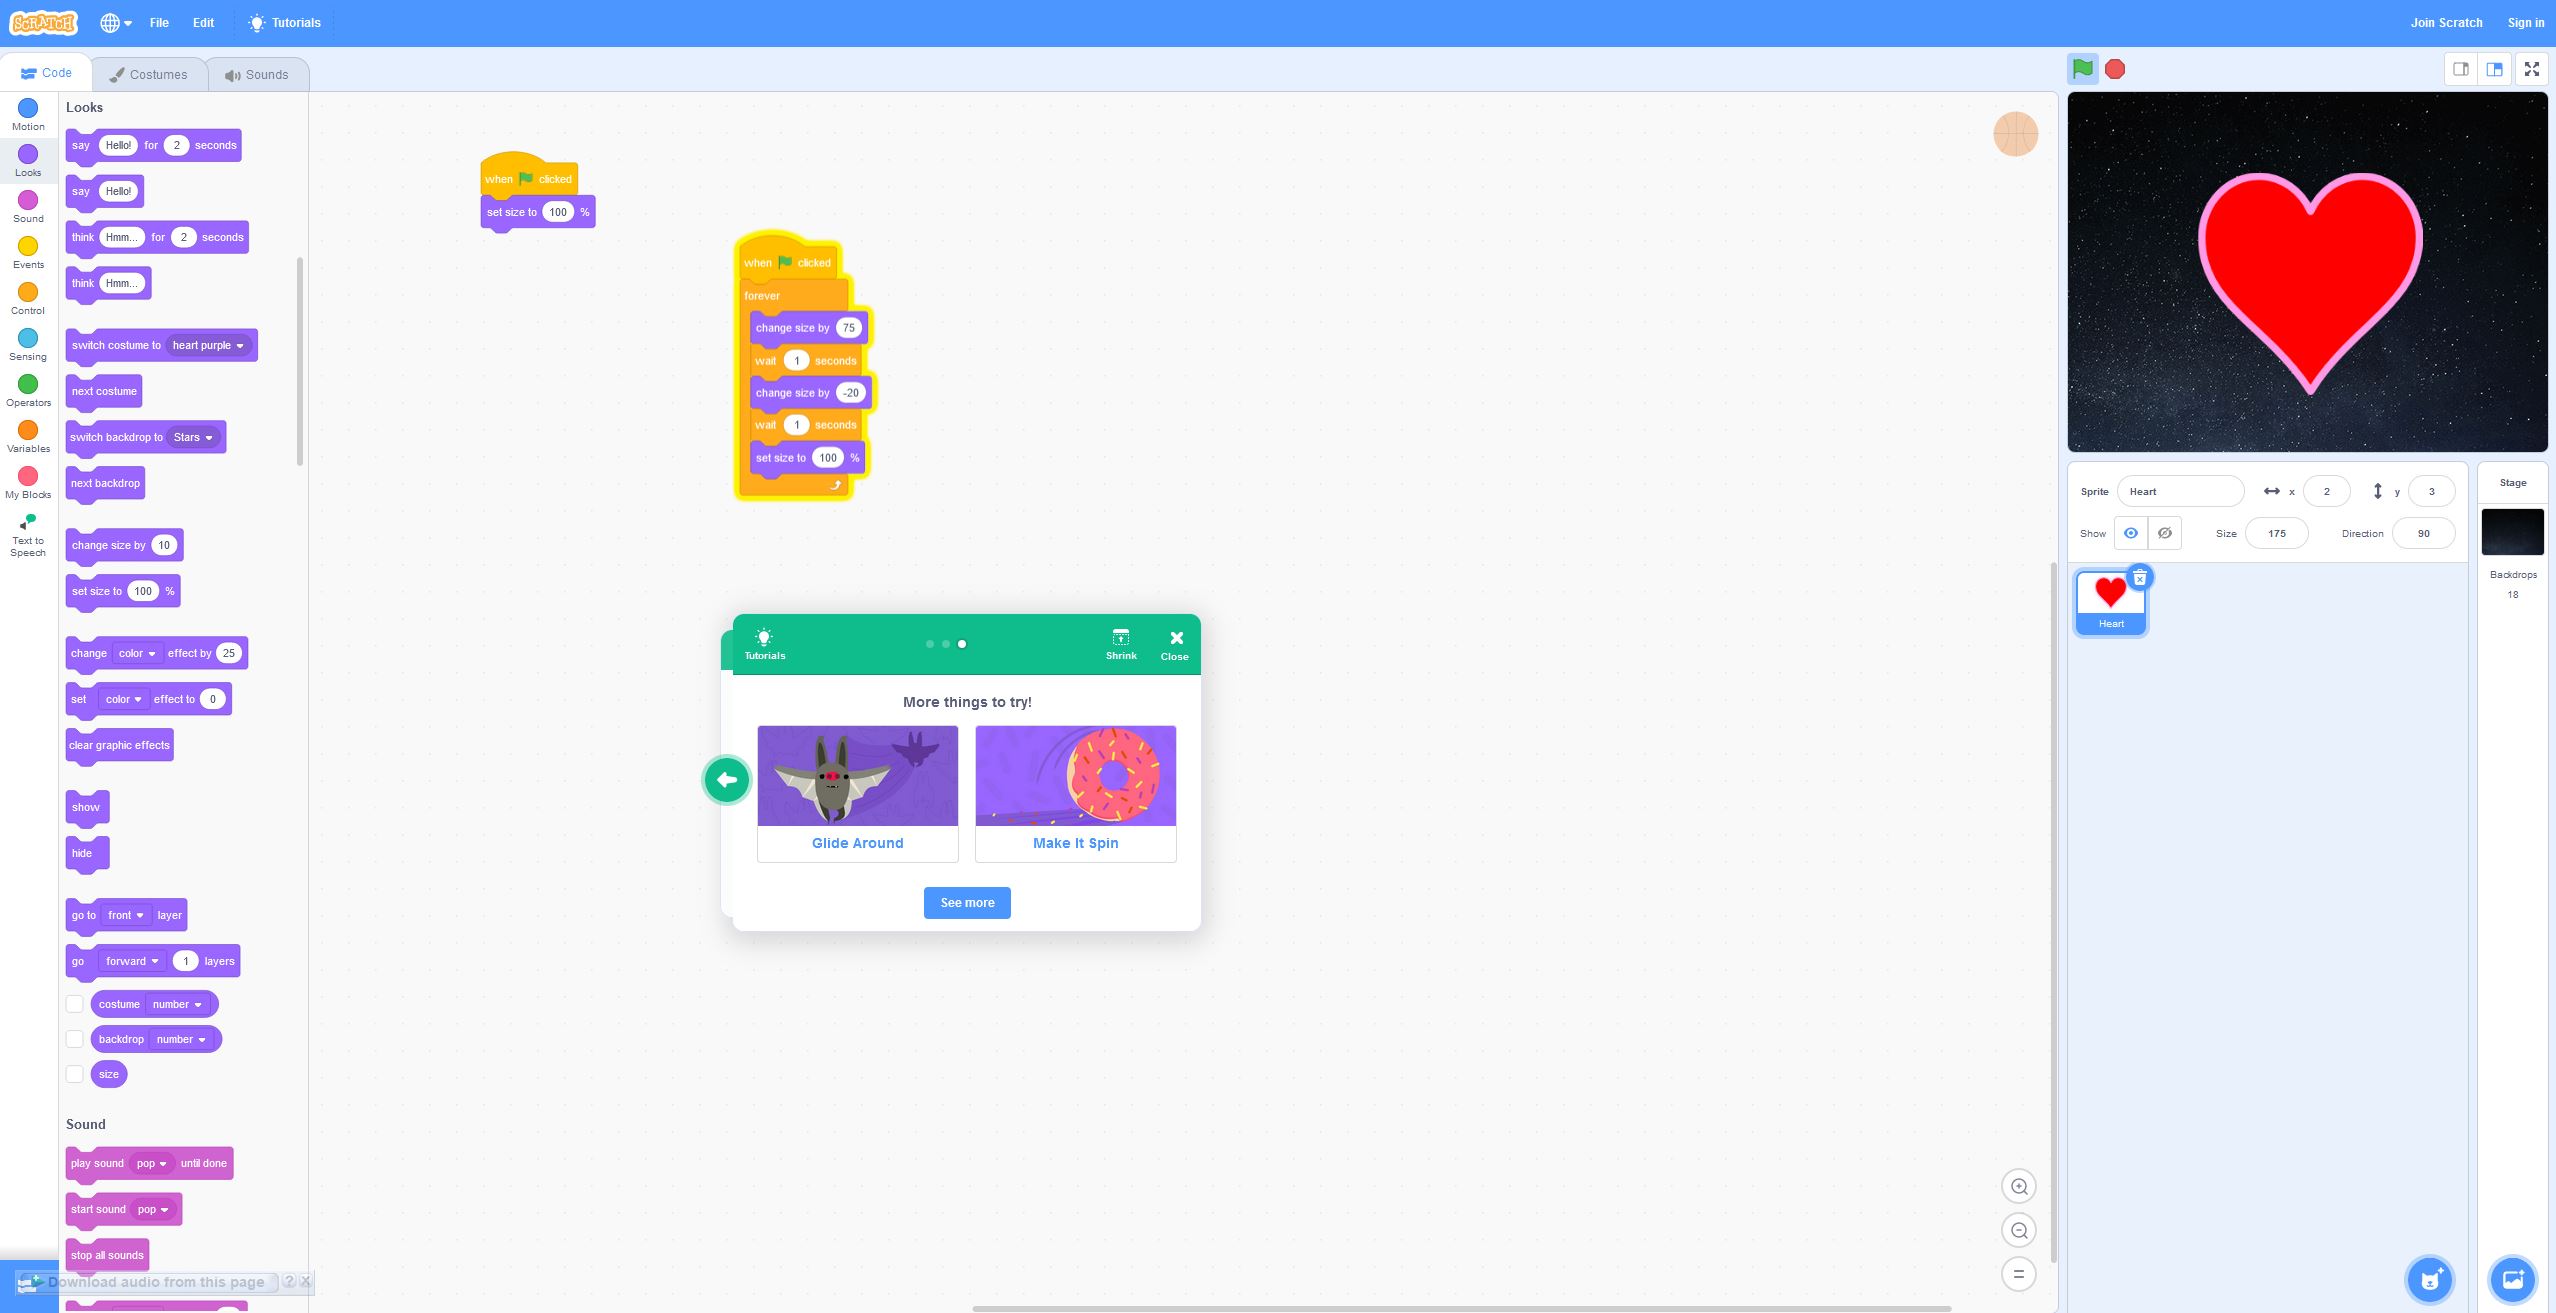 SCRATCH File Edit Tutorials Join Scratch Sign in
Code Costumes Sounds
Motion
Looks
Sound
Events
Control
Sensing
Operators
Variables
My Blocks
Text to
Speech
Looks
say Hello! for 2 seconds
say Hello!
think Hmm... for 2 seconds
think Hmm...
switch costume to heart purple
next costume
switch backdrop to Stars
next backdrop
change size by 10
set size to 100 %
change color effect by 25
set color effect to 0
clear graphic effects
show
hide
go to front layer
go forward 1 layers
costume number
backdrop number
size
Sound
play sound pop until done
start sound pop
stop all sounds
Download audio from this page ? X
when clicked
set size to 100 %
when clicked
forever
change size by 75
wait 1 seconds
change size by -20
wait 1 seconds
set size to 100 %
Tutorials Shrink Close
More things to try!
Glide Around Make It Spin
See more
Sprite Heart x 2 y 3
Show Size 175 Direction 90
Heart
Stage
Backdrops
18